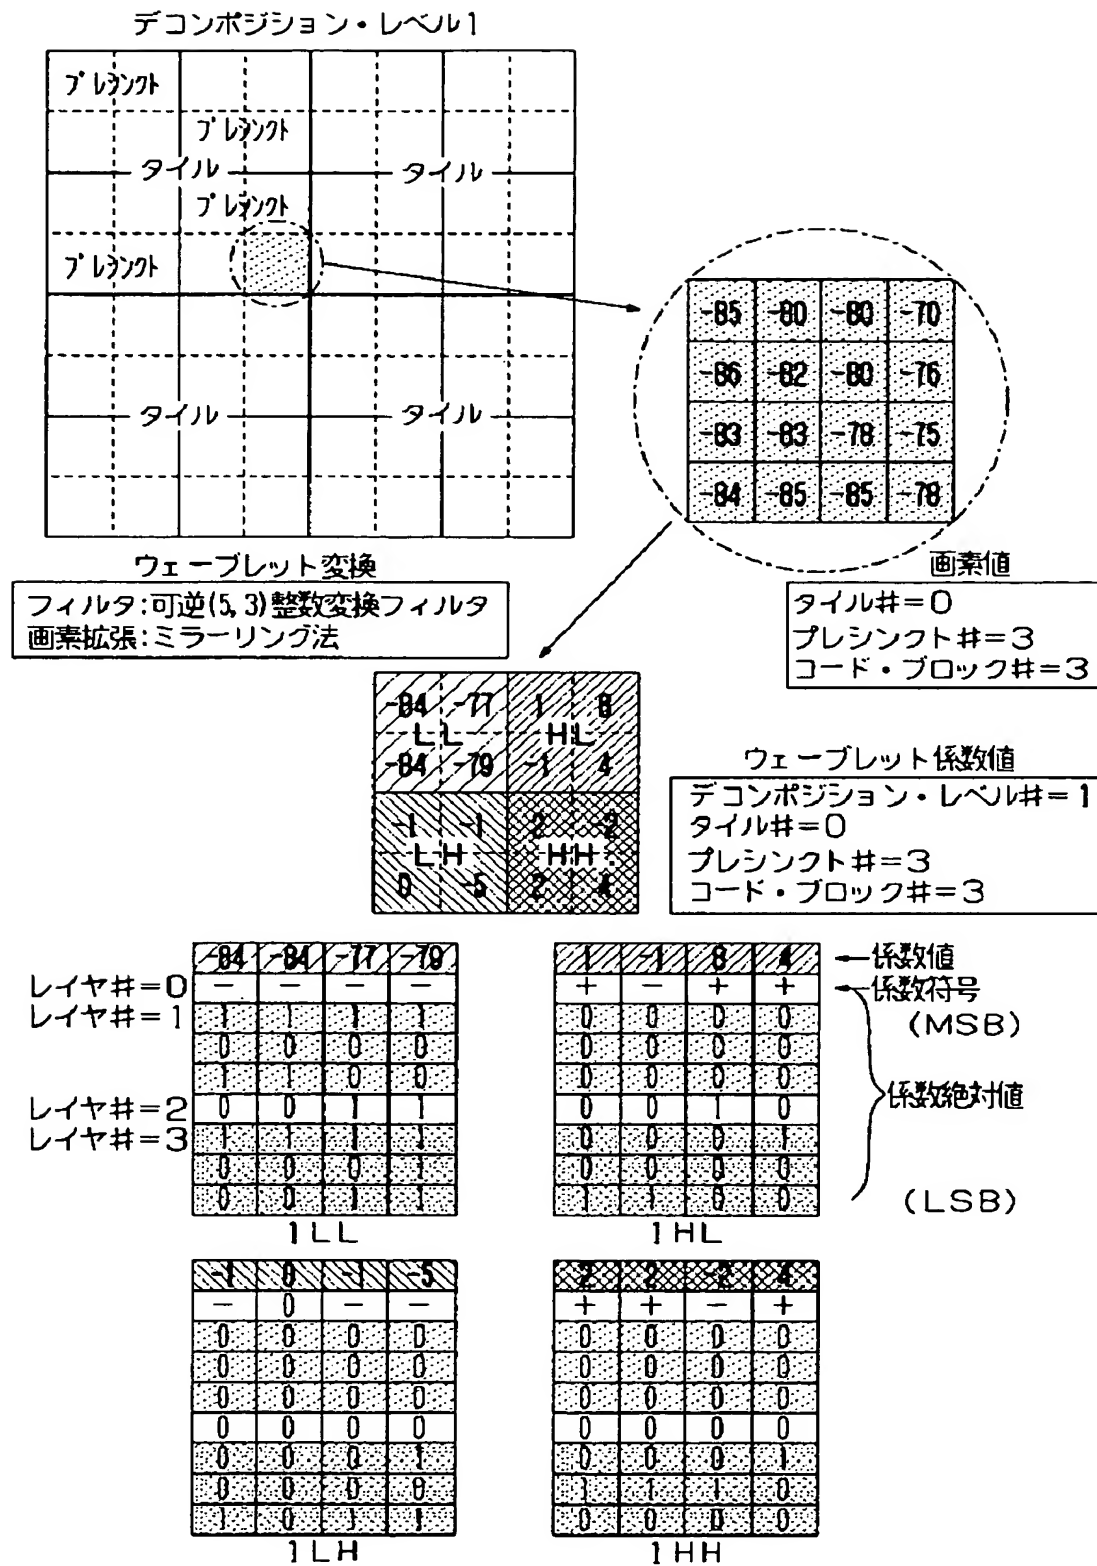 デコンポジション・レベル1
プレシンクト
プレシンクト
タイル タイル
プレシンクト
プレシンクト
タイル タイル
-85 -80 -80 -70
-86 -82 -80 -76
-83 -83 -78 -75
-84 -85 -85 -78
ウェーブレット変換
フィルタ:可逆(5,3)整数変換フィルタ
画素拡張:ミラーリング法
画素値
タイル#=0
プレシンクト#=3
コード・ブロック#=3
-84 -77 1 8
LL HL
-84 -79 -1 4
-1 -1 2 -2
LH HH
0 -5 2 4
ウェーブレット係数値
デコンポジション・レベル#=1
タイル#=0
プレシンクト#=3
コード・ブロック#=3
-84 -84 -77 -79
レイヤ#=0 - - - -
レイヤ#=1 1 1 1 1
0 0 0 0
1 1 0 0
レイヤ#=2 0 0 1 1
レイヤ#=3 1 1 1 1
0 0 0 1
0 0 1 1
1LL
1 -1 8 4 係数値
+ - + + 係数符号
0 0 0 0 (MSB)
0 0 0 0
0 0 0 0
0 0 1 0 係数絶対値
0 0 0 1
0 0 0 0
1 1 0 0 (LSB)
1HL
-1 0 -1 -5
- 0 - -
0 0 0 0
0 0 0 0
0 0 0 0
0 0 0 0
0 0 0 1
0 0 0 0
1 0 1 1
1LH
2 2 -2 4
+ + - +
0 0 0 0
0 0 0 0
0 0 0 0
0 0 0 0
0 0 0 1
1 1 1 0
0 0 0 0
1HH